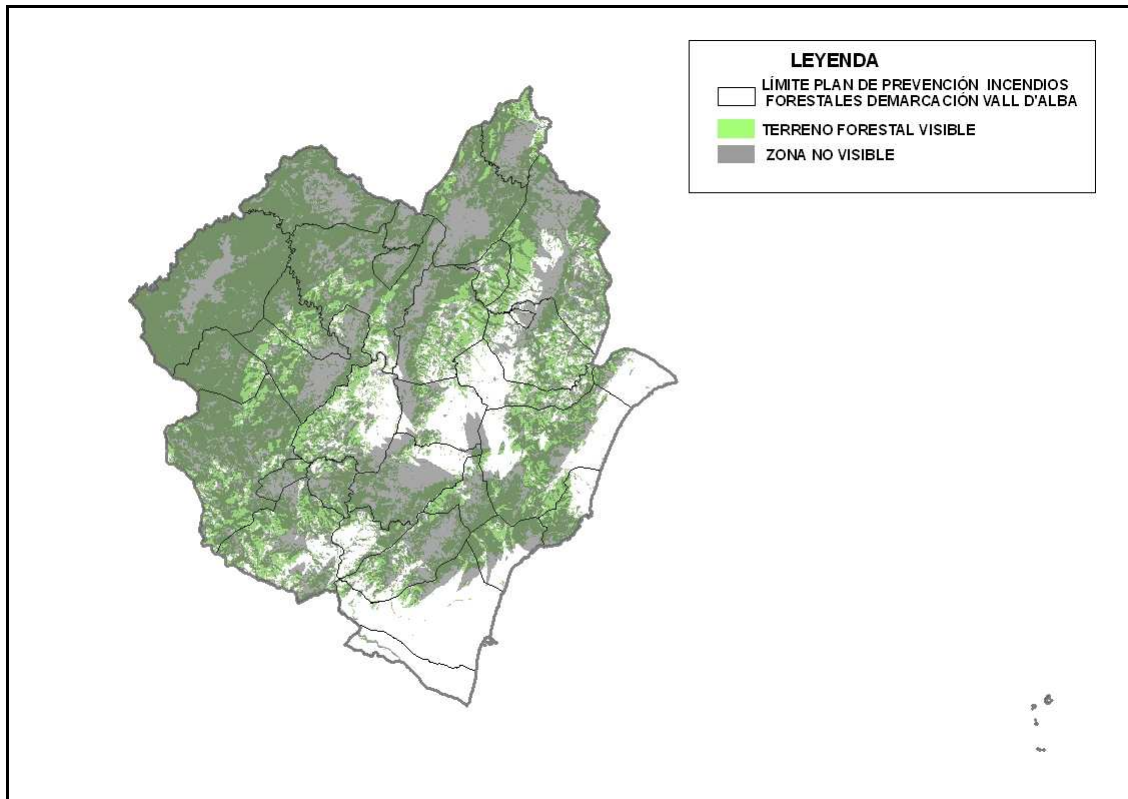 LEYENDA
LÍMITE PLAN DE PREVENCIÓN INCENDIOS
FORESTALES DEMARCACIÓN VALL D'ALBA
TERRENO FORESTAL VISIBLE
ZONA NO VISIBLE